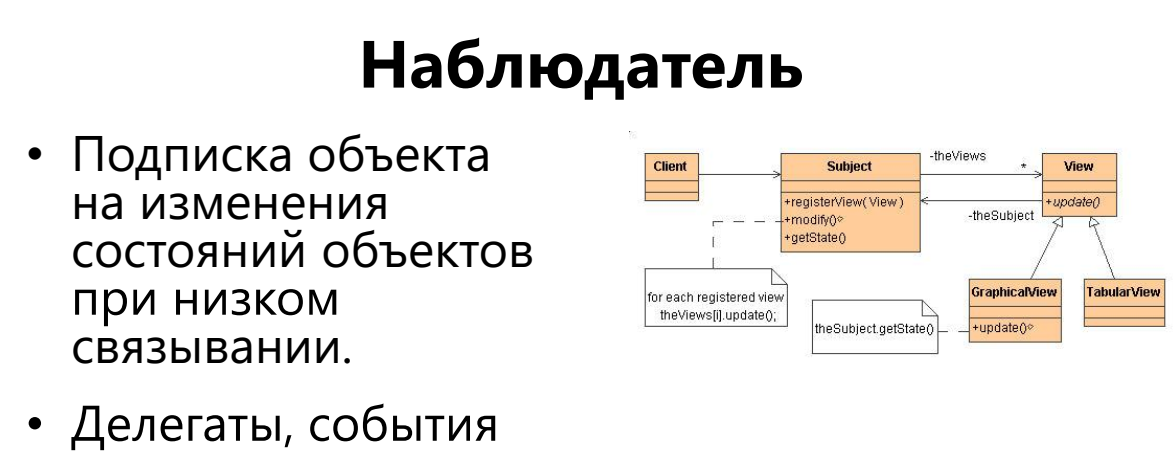 Наблюдатель
• Подписка объекта
на изменения
состояний объектов
при низком
связывании.
• Делегаты, события
Client
Subject
+registerView( View )
+modify()
+getState()
-theViews
*
-theSubject
View
+update()
for each registered view
theViews[i].update();
theSubject.getState()
GraphicalView
+update()
TabularView